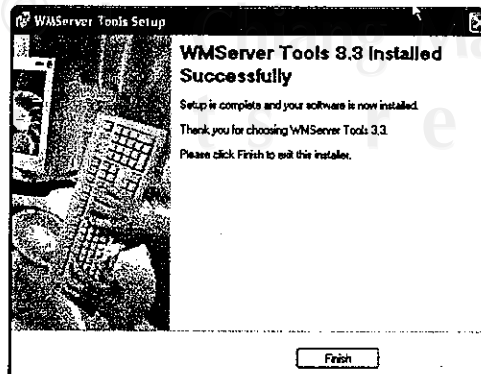 WMServer Tools Setup
WMServer Tools 3.3 Installed
Successfully
Setup is complete and your software is now installed.
Thank you for choosing WMServer Tools 3.3.
Please click Finish to exit this installer.
Finish